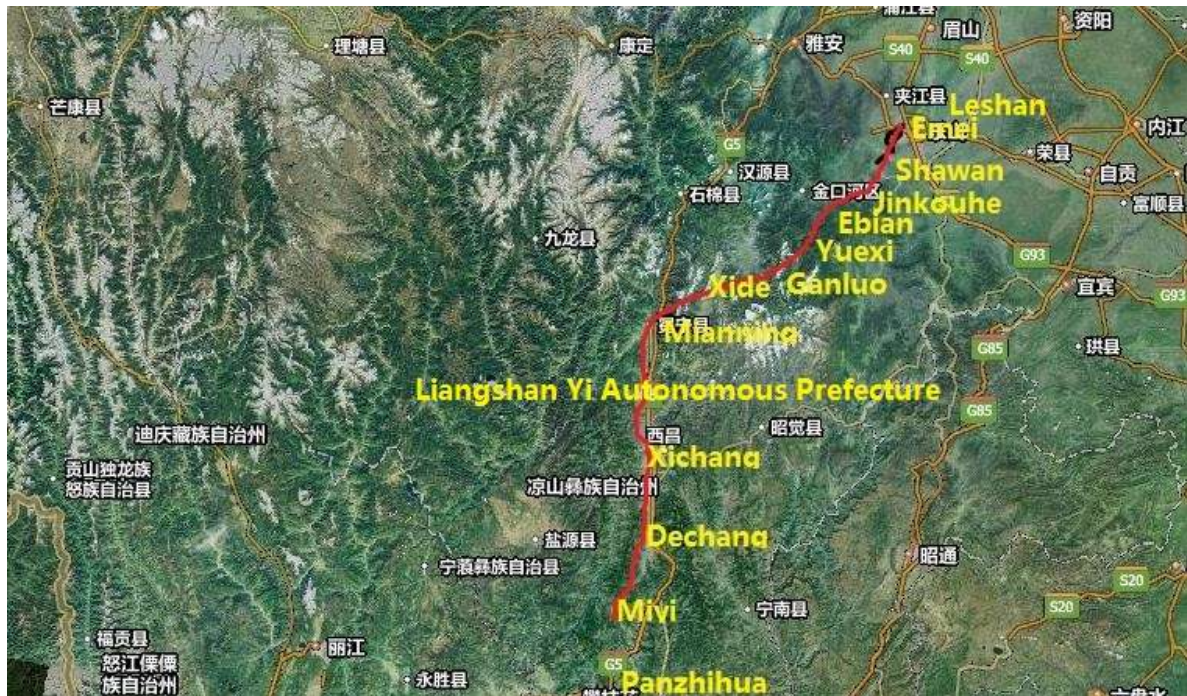 蒲江县
资阳
眉山
雅安
S40
S40
康定
理塘县
夹江县
Leshan
芒康县
内江
Emei
G5
荣县
汉源县
Shawan
自贡
石棉县
金口河区
Jinkouhe
富顺县
Ebian
九龙县
Yuexi
G93
Xide
Ganluo
宜宾
G93
Mianning
G85
珙县
Liangshan Yi Autonomous Prefecture
G85
迪庆藏族自治州
西昌
昭觉县
Xichang
贡山独龙族
怒族自治县
凉山彝族自治州
Dechang
盐源县
昭通
宁蒗彝族自治县
S20
Miyi
宁南县
S20
福贡县
丽江
怒江傈僳
族自治州
G5
永胜县
Panzhihua